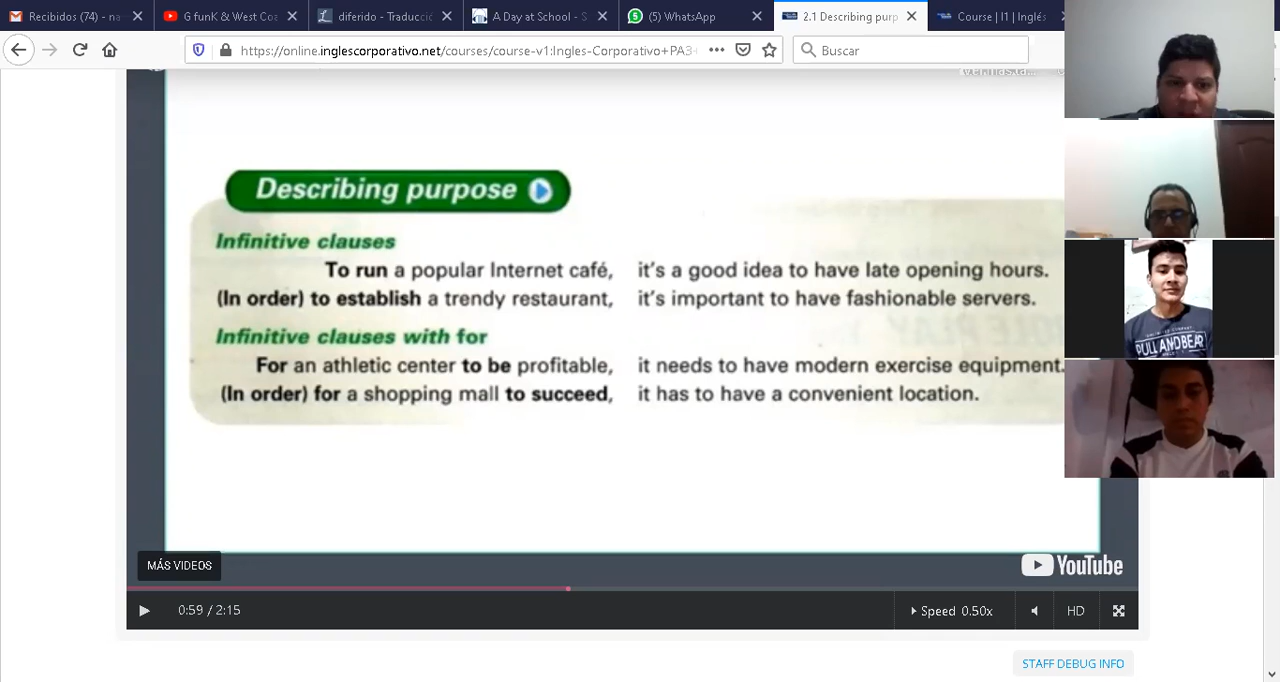 Recibidos (74) - na
G funK & West Coa
diferido - Traducció
A Day at School - S
(5) WhatsApp
2.1 Describing purp
Course | I1 | Inglés
https://online.inglescorporativo.net/courses/course-v1:Ingles-Corporativo+PA3+
Buscar
Describing purpose
Infinitive clauses
To run a popular Internet café, it's a good idea to have late opening hours.
(In order) to establish a trendy restaurant, it's important to have fashionable servers.
Infinitive clauses with for
For an athletic center to be profitable, it needs to have modern exercise equipment.
(In order) for a shopping mall to succeed, it has to have a convenient location.
PULL AND BEAR
MÁS VIDEOS
YouTube
0:59 / 2:15
Speed 0.50x
HD
STAFF DEBUG INFO